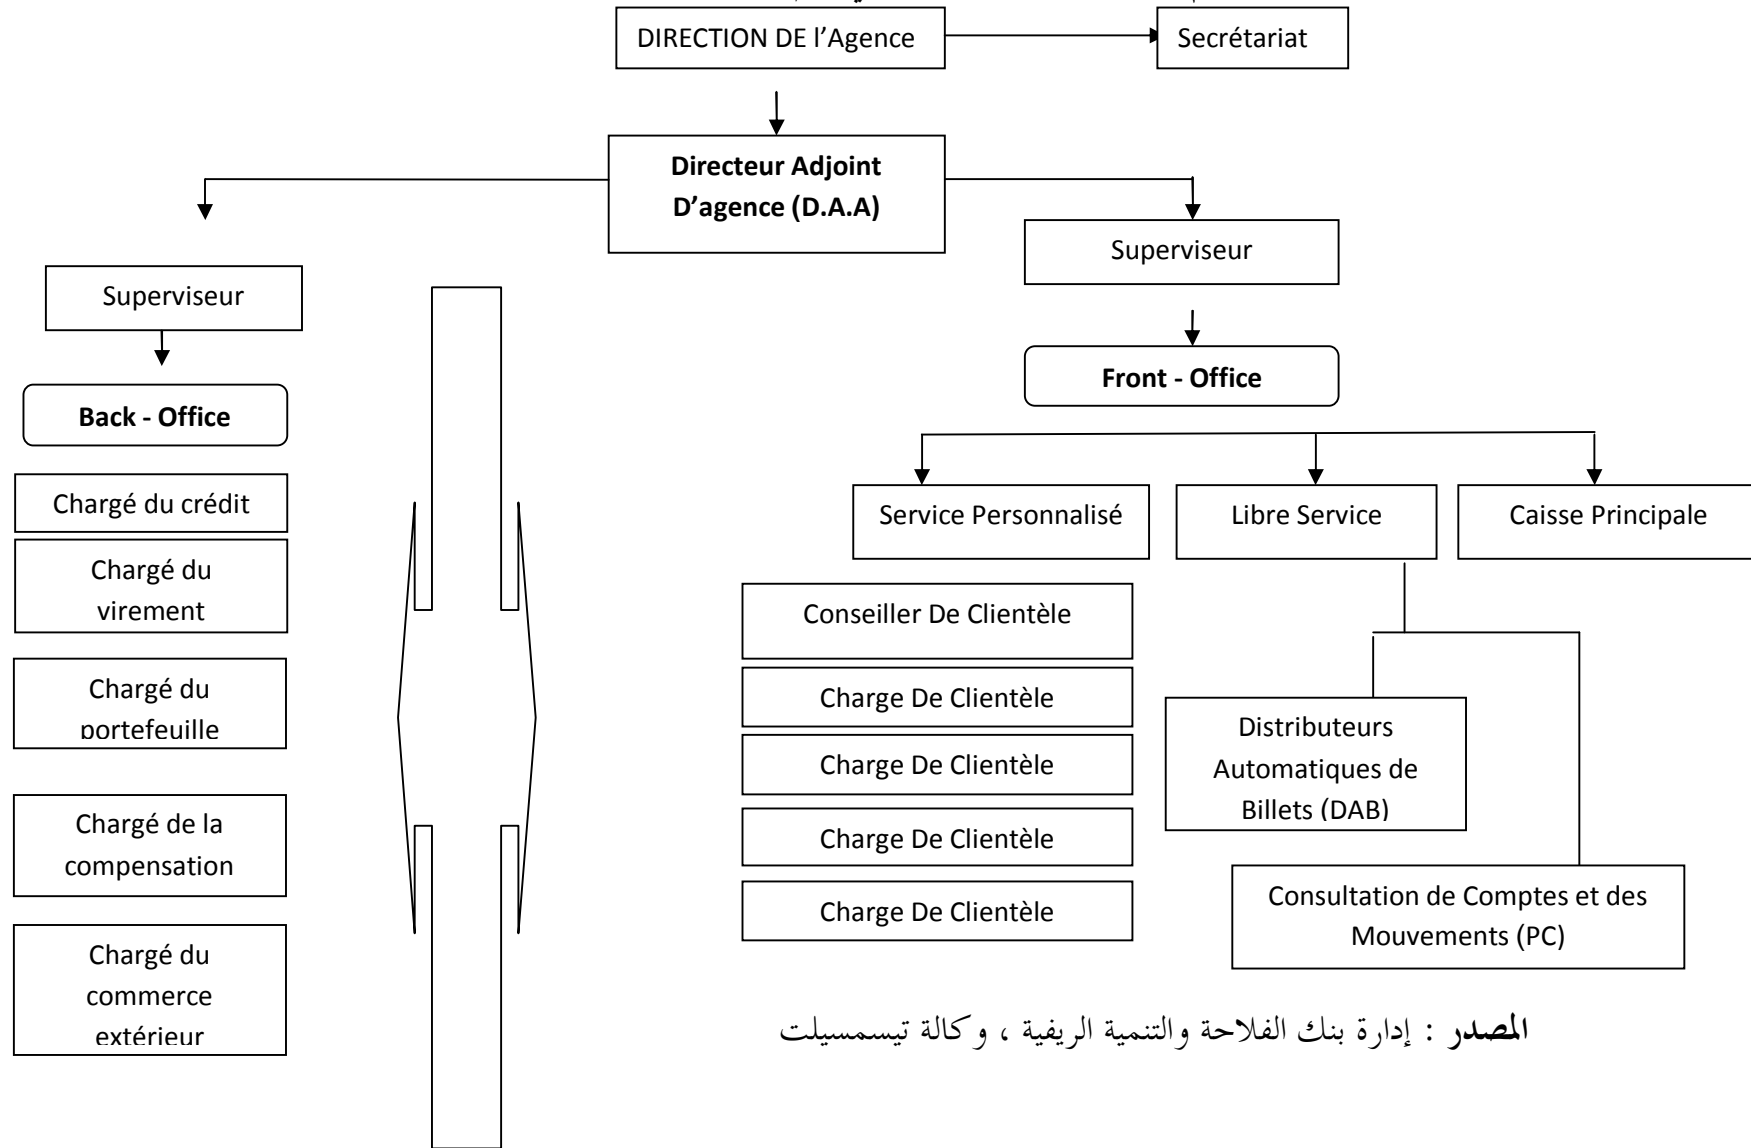 DIRECTION DE l'Agence
Secrétariat
Directeur Adjoint
D'agence (D.A.A)
Superviseur
Superviseur
Back - Office
Front - Office
Chargé du crédit
Chargé du
virement
Chargé du
portefeuille
Chargé de la
compensation
Chargé du
commerce
extérieur
Service Personnalisé
Libre Service
Caisse Principale
Conseiller De Clientèle
Charge De Clientèle
Charge De Clientèle
Charge De Clientèle
Charge De Clientèle
Distributeurs
Automatiques de
Billets (DAB)
Consultation de Comptes et des
Mouvements (PC)
المصدر : إدارة بنك الفلاحة والتنمية الريفية ، وكالة تيسمسيلت